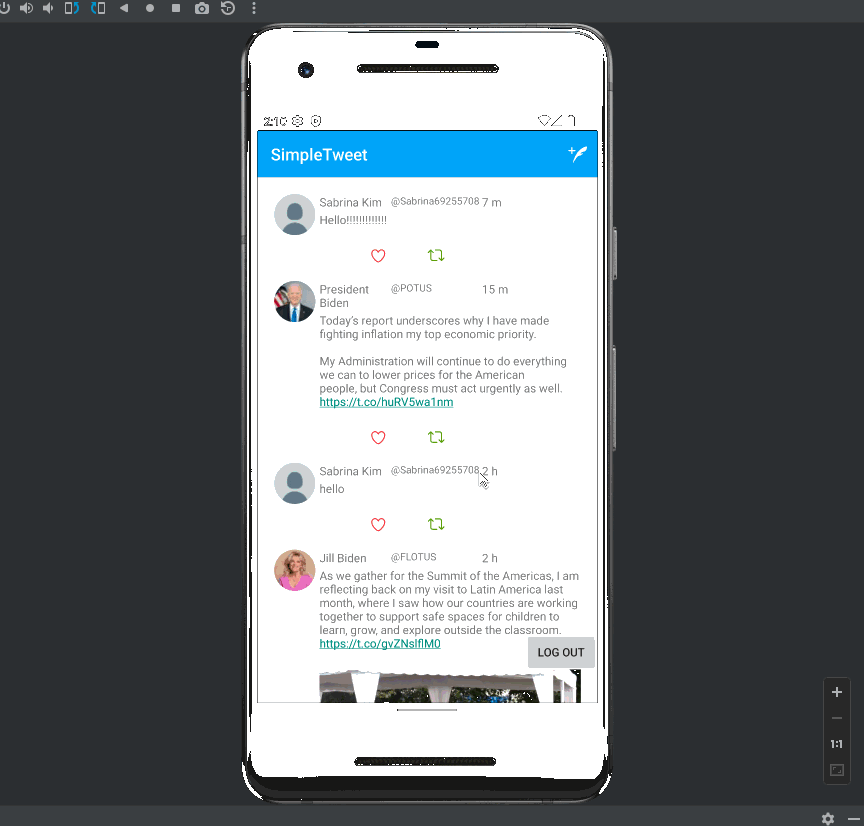 2:10
SimpleTweet
Sabrina Kim @Sabrina69255708 7 m
Hello!!!!!!!!!!!!!
President Biden @POTUS 15 m
Today's report underscores why I have made
fighting inflation my top economic priority.
My Administration will continue to do everything
we can to lower prices for the American
people, but Congress must act urgently as well.
https://t.co/huRV5wa1nm
Sabrina Kim @Sabrina69255708 2 h
hello
Jill Biden @FLOTUS 2 h
As we gather for the Summit of the Americas, I am
reflecting back on my visit to Latin America last
month, where I saw how our countries are working
together to support safe spaces for children to
learn, grow, and explore outside the classroom.
https://t.co/gvZNslflM0
LOG OUT
1:1